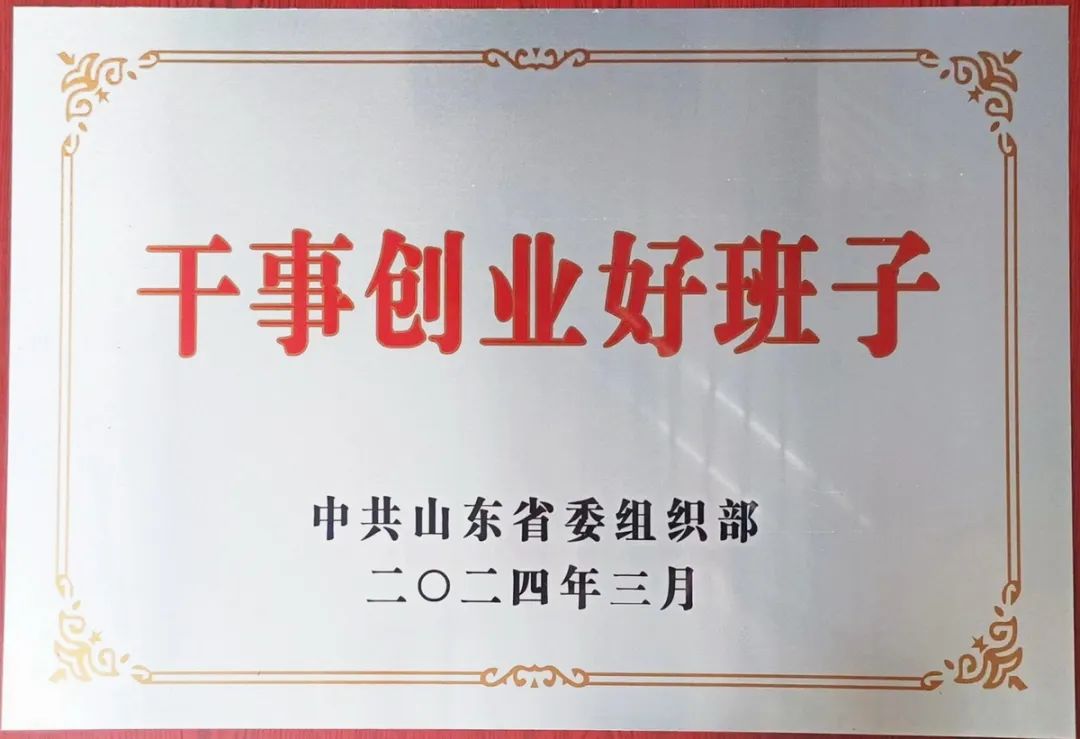 干事创业好班子
中共山东省委组织部
二〇二四年三月